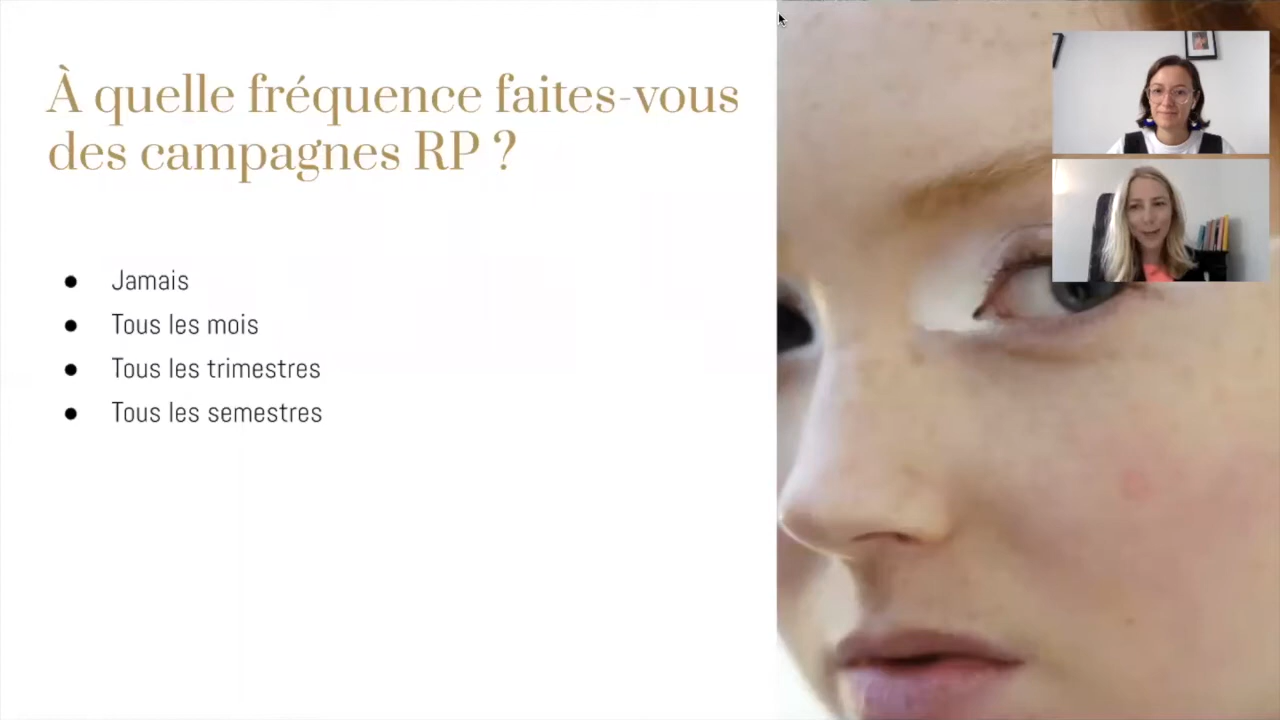 À quelle fréquence faites-vous
des campagnes RP ?
● Jamais
● Tous les mois
● Tous les trimestres
● Tous les semestres